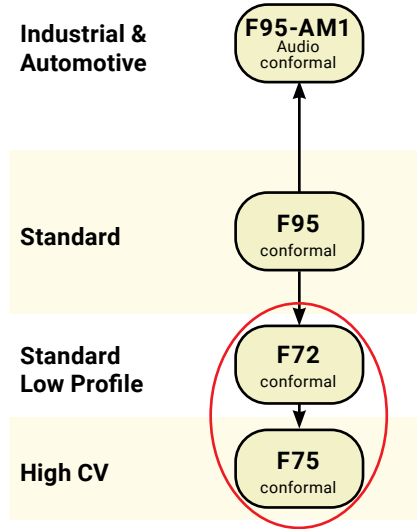 Industrial &
Automotive
F95-AM1
Audio
conformal
Standard
F95
conformal
Standard
Low Profile
F72
conformal
High CV
F75
conformal